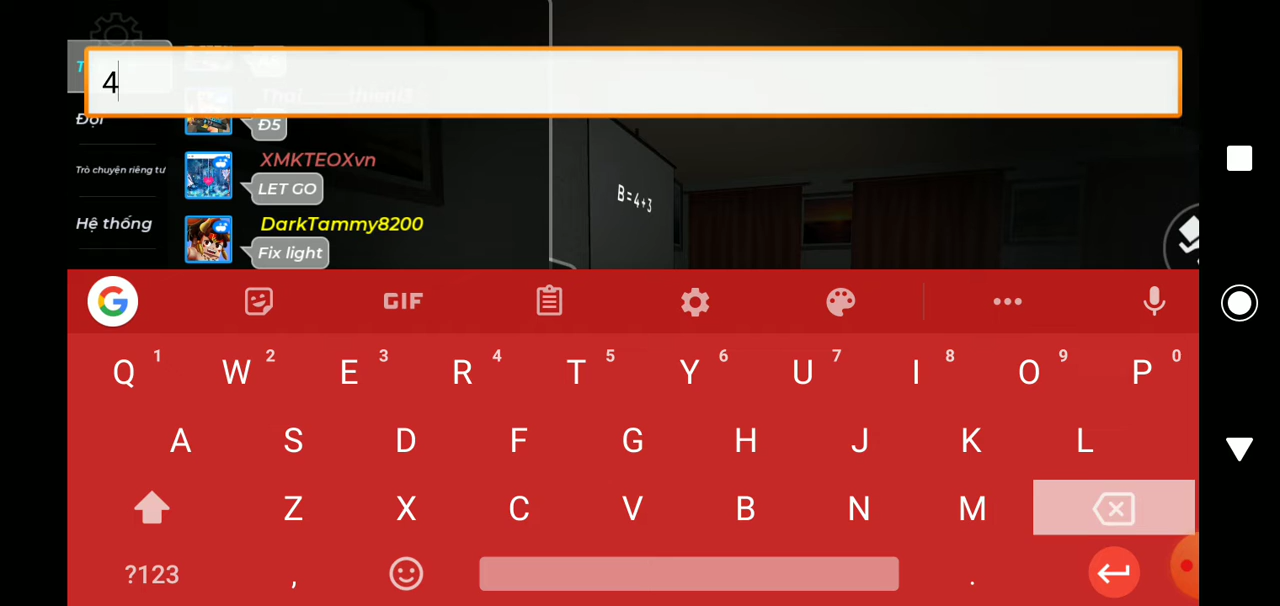 4
Đội
Đ5
XMKTEOXvn
B=4+3
Trò chuyện riêng tư
LET GO
Hệ thống
DarkTammy8200
Fix light
G
GIF
Q 1 W 2 E 3 R 4 T 5 Y 6 U 7 I 8 O 9 P 0
A S D F G H J K L
Z X C V B N M
?123 , .